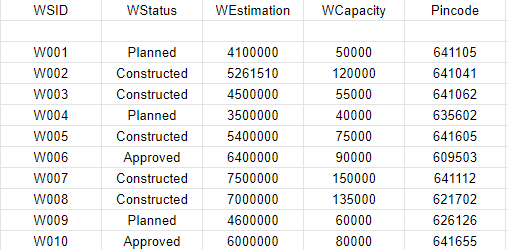 WSID WStatus WEstimation WCapacity Pincode
W001 Planned 4100000 50000 641105
W002 Constructed 5261510 120000 641041
W003 Constructed 4500000 55000 641062
W004 Planned 3500000 40000 635602
W005 Constructed 5400000 75000 641605
W006 Approved 6400000 90000 609503
W007 Constructed 7500000 150000 641112
W008 Constructed 7000000 135000 621702
W009 Planned 4600000 60000 626126
W010 Approved 6000000 80000 641655